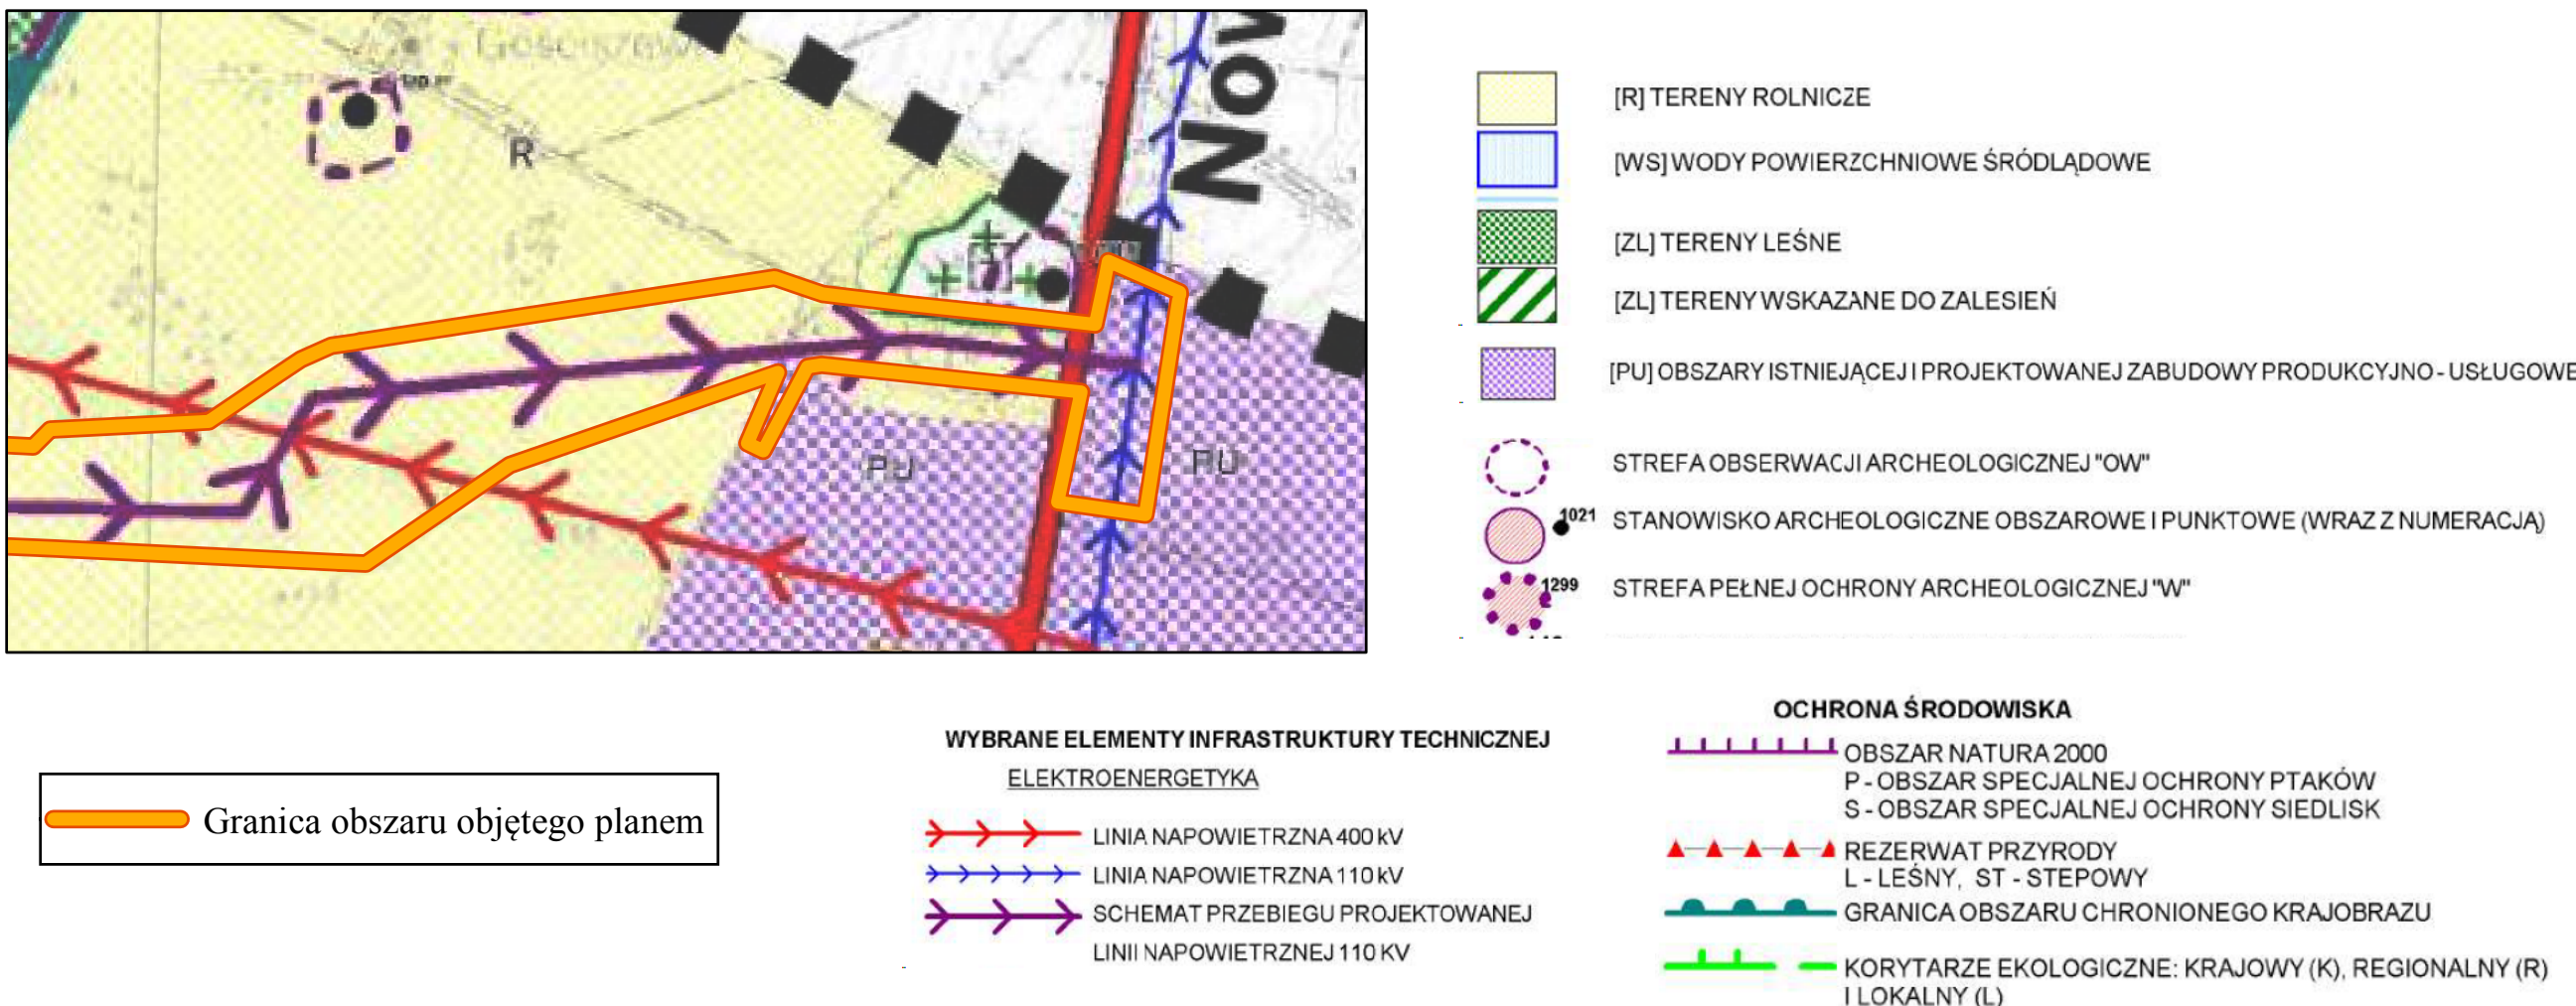 Gościszewo
Now
R
PU
PU
[R] TERENY ROLNICZE
[WS] WODY POWIERZCHNIOWE ŚRÓDLĄDOWE
[ZL] TERENY LEŚNE
[ZL] TERENY WSKAZANE DO ZALESIEŃ
[PU] OBSZARY ISTNIEJĄCEJ I PROJEKTOWANEJ ZABUDOWY PRODUKCYJNO - USŁUGOWE
STREFA OBSERWACJI ARCHEOLOGICZNEJ "OW"
1021 STANOWISKO ARCHEOLOGICZNE OBSZAROWE I PUNKTOWE (WRAZ Z NUMERACJĄ)
1299 STREFA PEŁNEJ OCHRONY ARCHEOLOGICZNEJ "W"
Granica obszaru objętego planem
WYBRANE ELEMENTY INFRASTRUKTURY TECHNICZNEJ
ELEKTROENERGETYKA
LINIA NAPOWIETRZNA 400 kV
LINIA NAPOWIETRZNA 110 kV
SCHEMAT PRZEBIEGU PROJEKTOWANEJ
LINII NAPOWIETRZNEJ 110 KV
OCHRONA ŚRODOWISKA
OBSZAR NATURA 2000
P - OBSZAR SPECJALNEJ OCHRONY PTAKÓW
S - OBSZAR SPECJALNEJ OCHRONY SIEDLISK
REZERWAT PRZYRODY
L - LEŚNY, ST - STEPOWY
GRANICA OBSZARU CHRONIONEGO KRAJOBRAZU
KORYTARZE EKOLOGICZNE: KRAJOWY (K), REGIONALNY (R)
I LOKALNY (L)